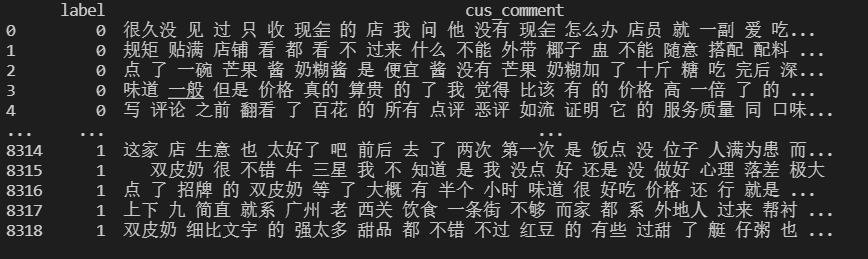 label cus_comment
0 0 很久没 见 过 只 收 现金 的 店 我 问 他 没有 现金 怎么办 店员 就 一副 爱 吃...
1 0 规矩 贴满 店铺 看 都 看 不 过来 什么 不能 外带 椰子 盅 不能 随意 搭配 配料 ...
2 0 点 了 一碗 芒果 酱 奶糊酱 是 便宜 酱 没有 芒果 奶糊加 了 十斤 糖 吃 完后 深...
3 0 味道 一般 但是 价格 真的 算贵 的 了 我 觉得 比该 有 的 价格 高 一倍 了 的 ...
4 0 写 评论 之前 翻看 了 百花 的 所有 点评 恶评 如流 证明 它 的 服务质量 同 口味...
... ... ...
8314 1 这家 店 生意 也 太好了 吧 前后 去 了 两次 第一次 是 饭点 没 位子 人满为患 而...
8315 1 双皮奶 很 不错 牛 三星 我 不 知道 是 我 没点 好 还是 没 做好 心理 落差 极大
8316 1 点 了 招牌 的 双皮奶 等 了 大概 有 半个 小时 味道 很 好吃 价格 还 行 就是 ...
8317 1 上下 九 简直 就系 广州 老 西关 饮食 一条街 不够 而家 都 系 外地人 过来 帮衬 ...
8318 1 双皮奶 细比文宇 的 强太多 甜品 都 不错 不过 红豆 的 有些 过甜 了 艇 仔粥 也 ...